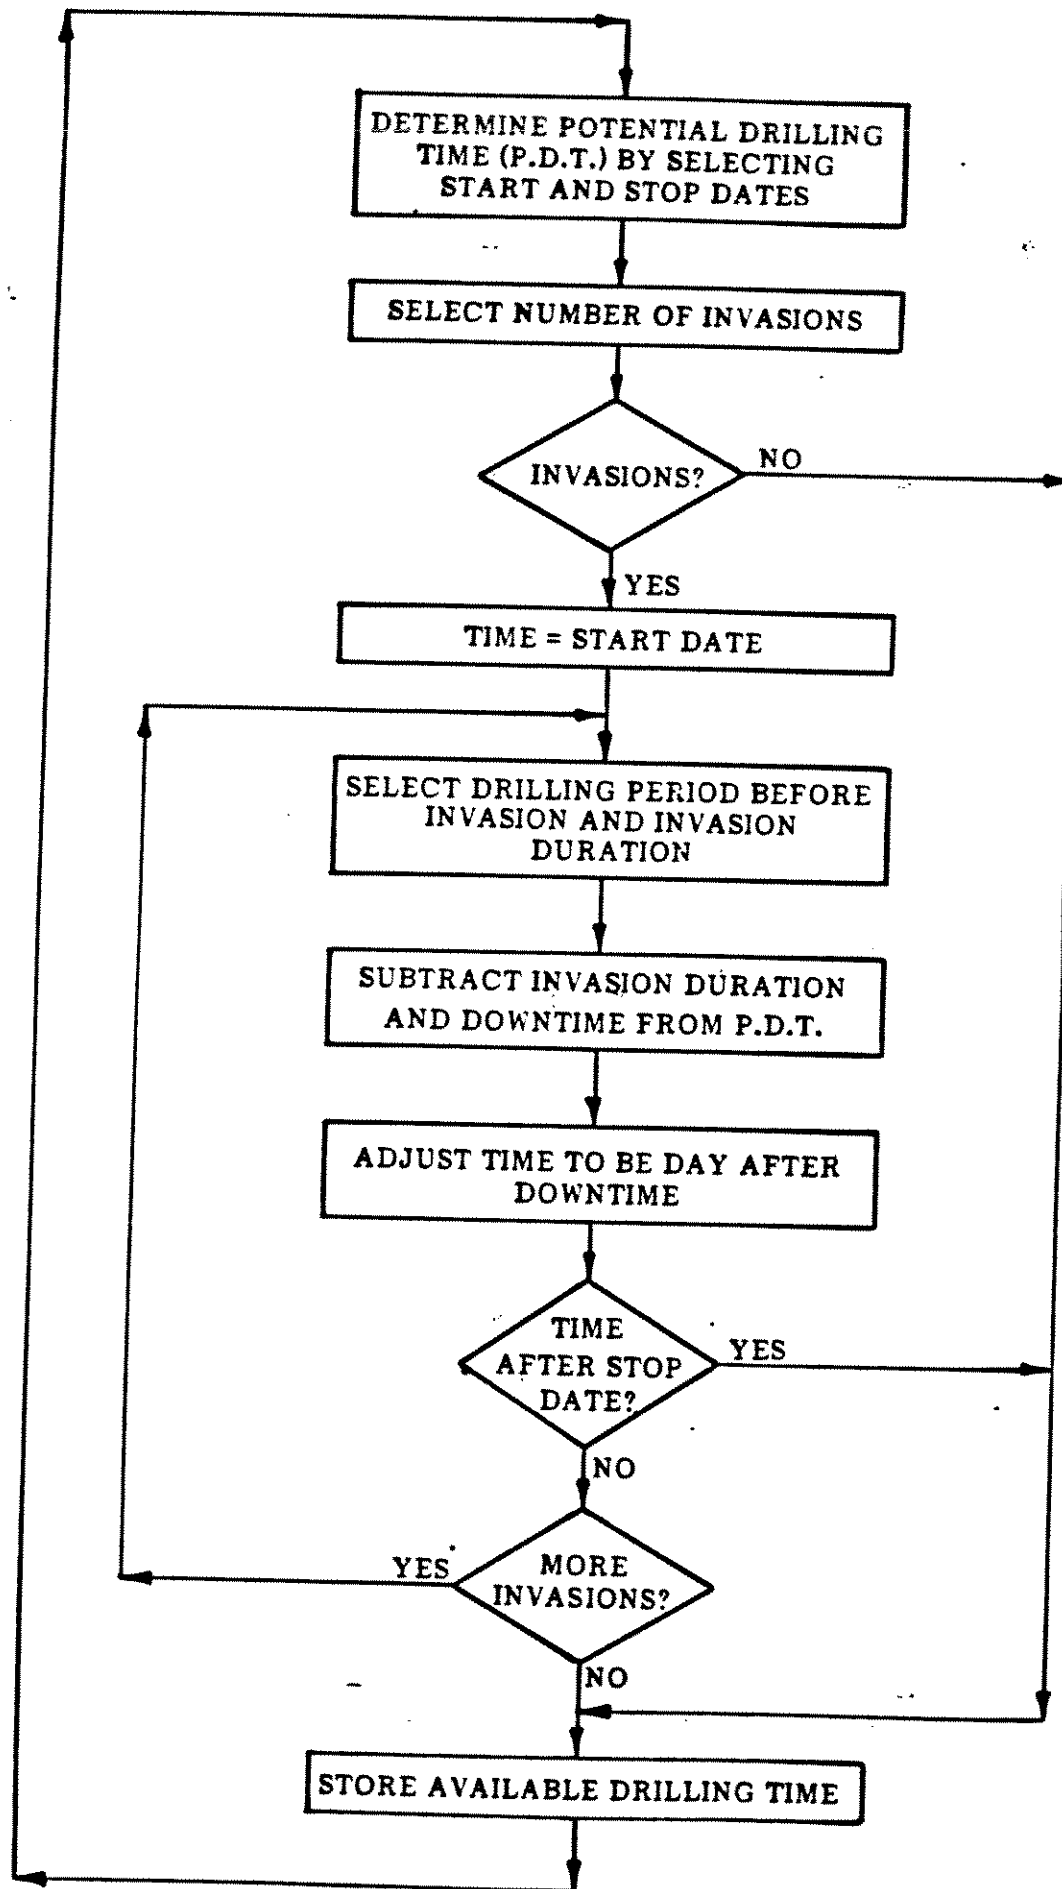 DETERMINE POTENTIAL DRILLING
TIME (P.D.T.) BY SELECTING
START AND STOP DATES
SELECT NUMBER OF INVASIONS
INVASIONS?
NO
YES
TIME = START DATE
SELECT DRILLING PERIOD BEFORE
INVASION AND INVASION
DURATION
SUBTRACT INVASION DURATION
AND DOWNTIME FROM P.D.T.
ADJUST TIME TO BE DAY AFTER
DOWNTIME
TIME
AFTER STOP
DATE?
YES
NO
MORE
INVASIONS?
YES
NO
STORE AVAILABLE DRILLING TIME